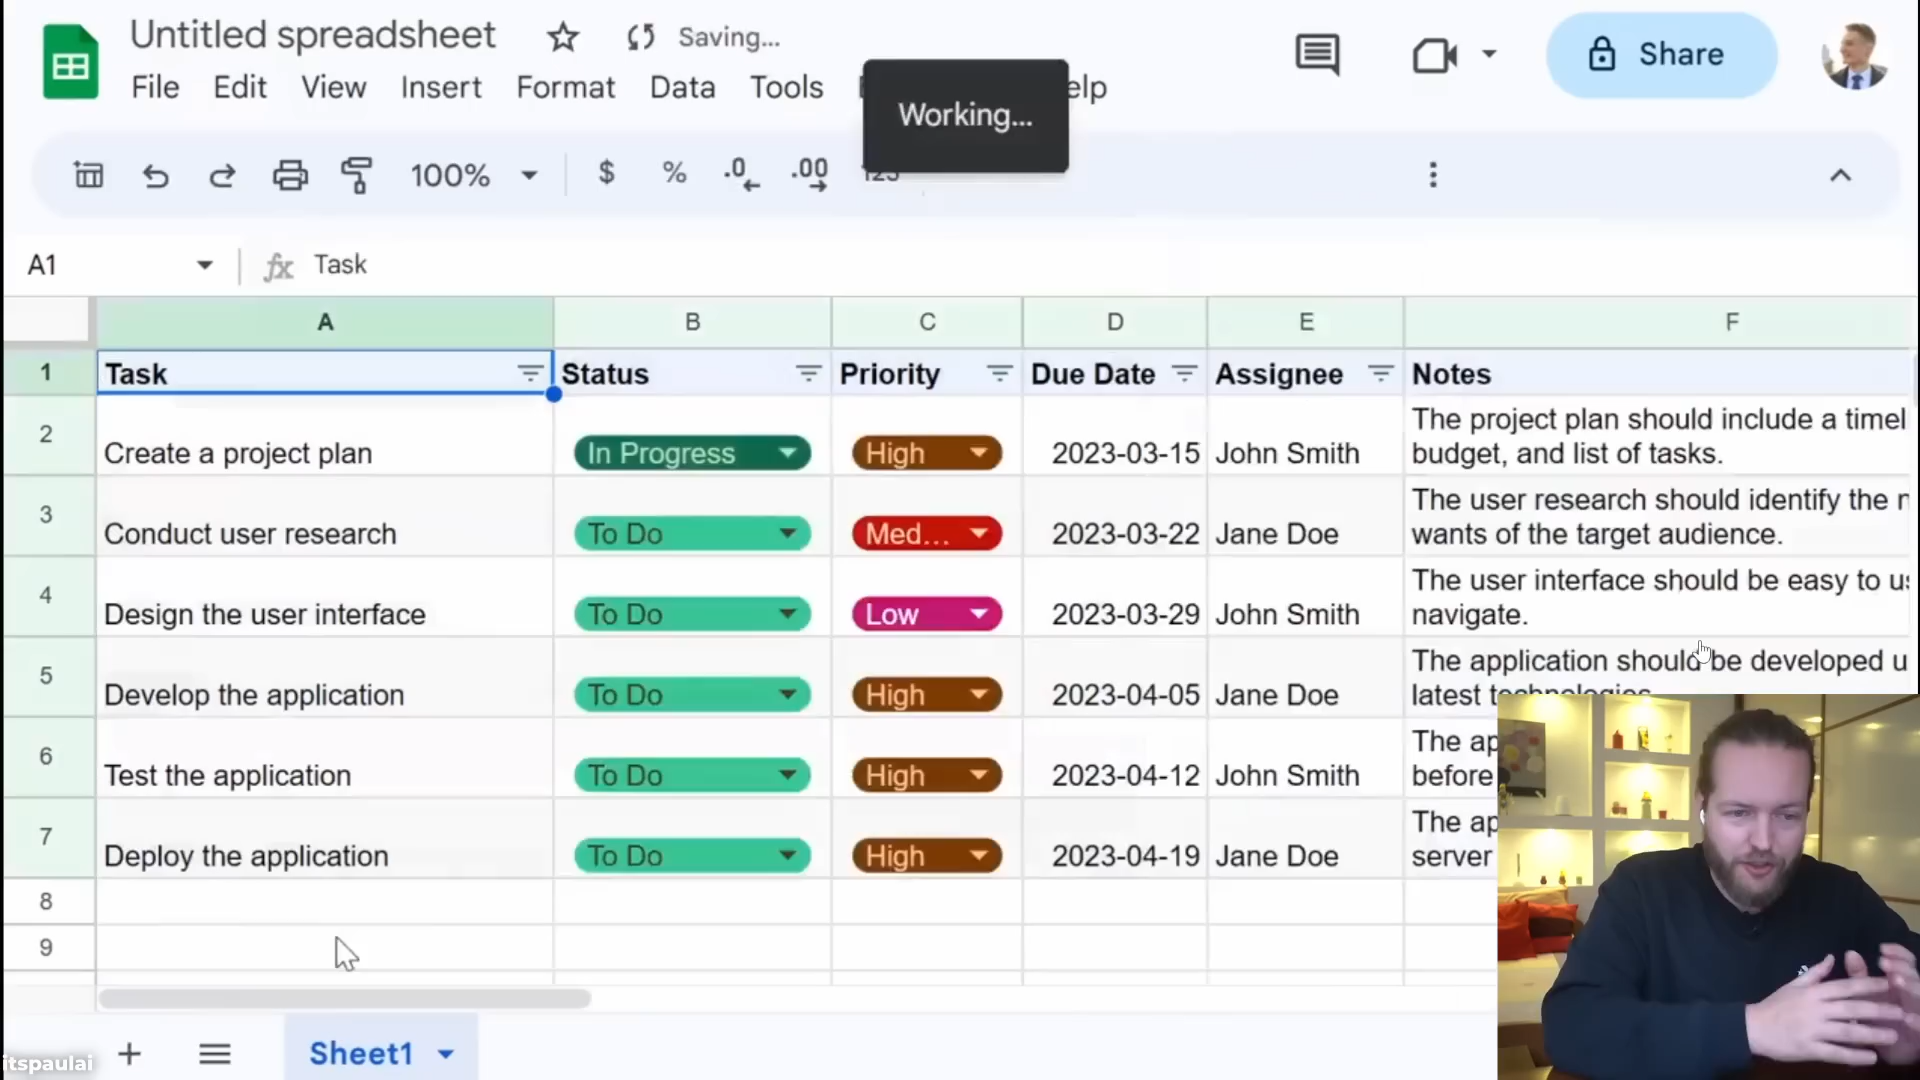 Untitled spreadsheet
Saving...
File Edit View Insert Format Data Tools
elp
Working...
Share
100%
$ % .0 .00 123
A1
fx Task
A B C D E F
1 Task Status Priority Due Date Assignee Notes
2 Create a project plan In Progress High 2023-03-15 John Smith The project plan should include a timel
budget, and list of tasks.
3 Conduct user research To Do Med... 2023-03-22 Jane Doe The user research should identify the n
wants of the target audience.
4 Design the user interface To Do Low 2023-03-29 John Smith The user interface should be easy to us
navigate.
5 Develop the application To Do High 2023-04-05 Jane Doe The application should be developed u
latest technologies.
6 Test the application To Do High 2023-04-12 John Smith The ap
before
7 Deploy the application To Do High 2023-04-19 Jane Doe The ap
server
8
9
Sheet1
itspaulai